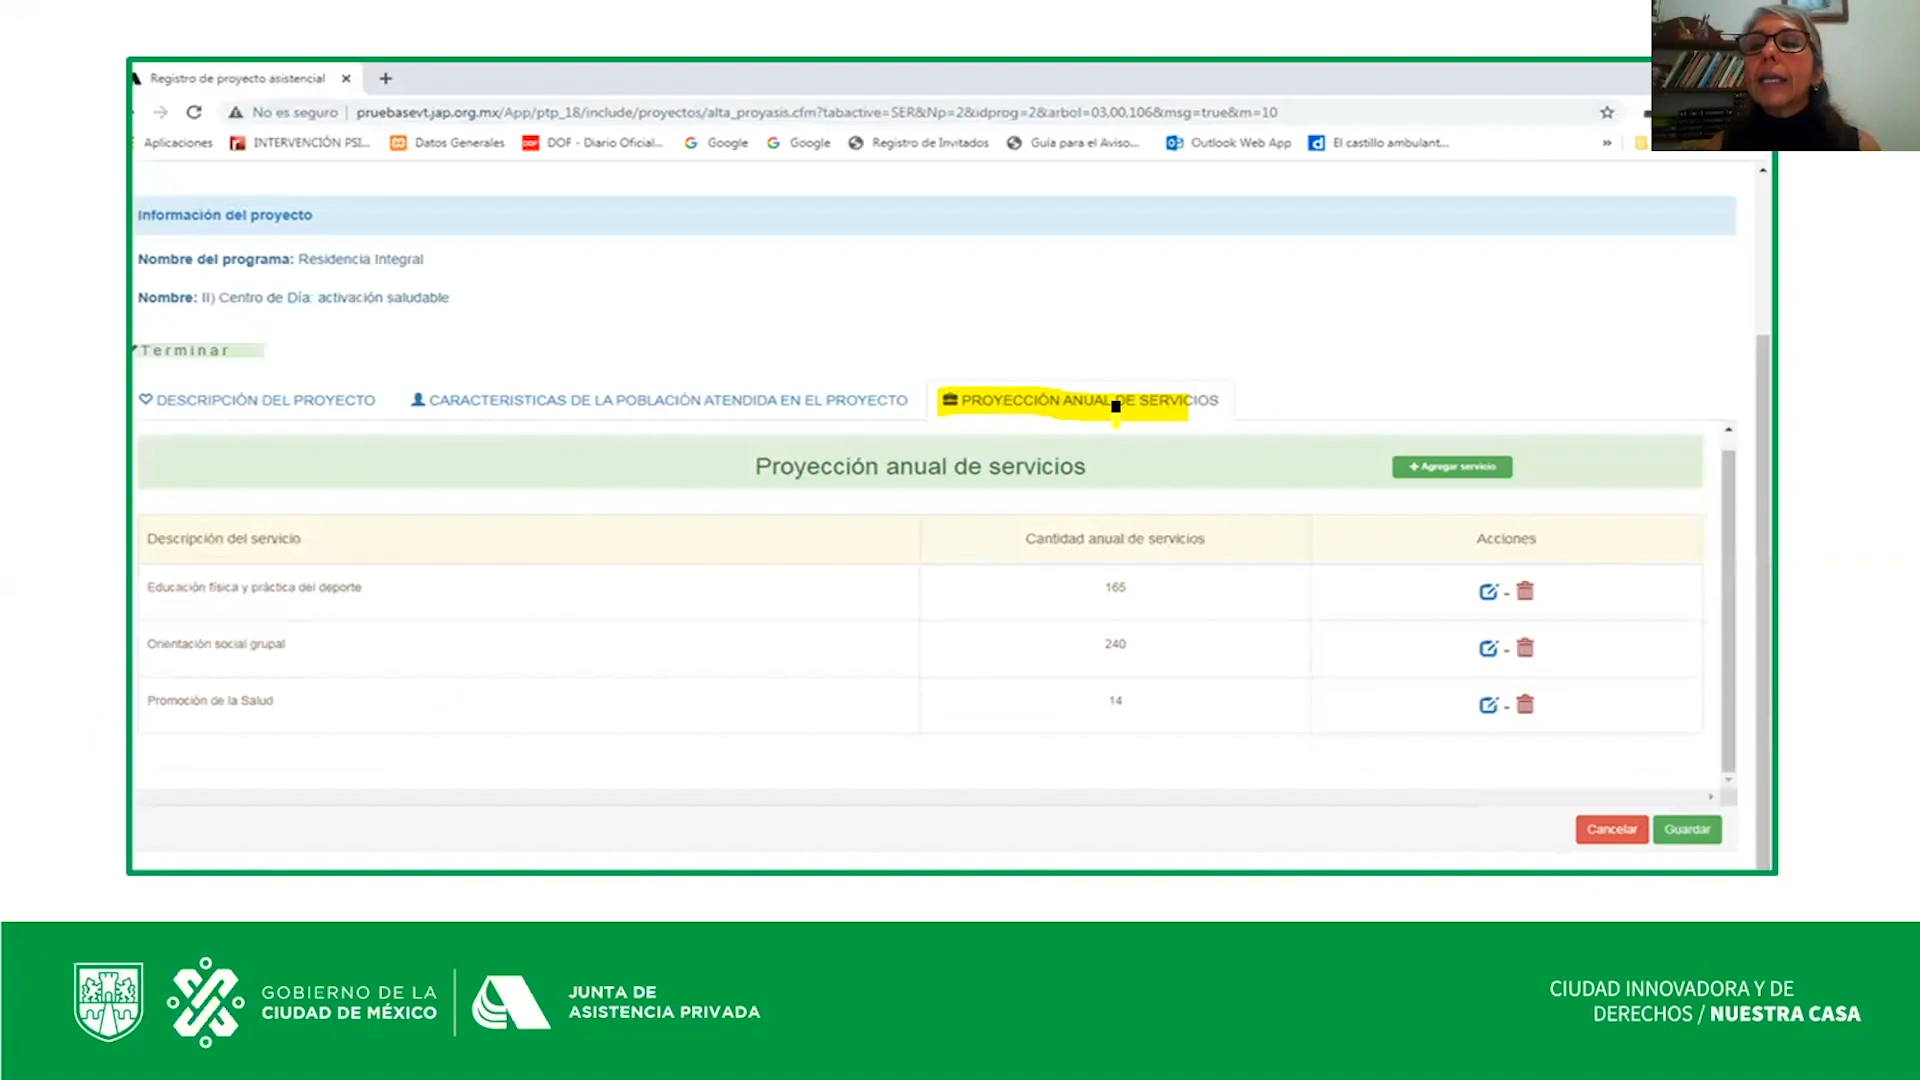 Registro de proyecto asistencial
No es seguro | pruebasevt.jap.org.mx/App/ptp_18/include/proyectos/alta_proyasis.cfm?tabactive=SER&Np=2&idprog=2&arbol=03,00,106&msg=true&m=10
Aplicaciones INTERVENCIÓN PSI... Datos Generales DOF - Diario Oficial... Google Google Registro de Invitados Guía para el Aviso... Outlook Web App El castillo ambulant... »
Información del proyecto
Nombre del programa: Residencia Integral
Nombre: II) Centro de Día: activación saludable
Terminar
DESCRIPCIÓN DEL PROYECTO CARACTERISTICAS DE LA POBLACIÓN ATENDIDA EN EL PROYECTO PROYECCIÓN ANUAL DE SERVICIOS
Proyección anual de servicios + Agregar servicio
Descripción del servicio Cantidad anual de servicios Acciones
Educación física y práctica del deporte 165 -
Orientación social grupal 240 -
Promoción de la Salud 14 -
Cancelar Guardar
GOBIERNO DE LA
CIUDAD DE MÉXICO
JUNTA DE
ASISTENCIA PRIVADA
CIUDAD INNOVADORA Y DE
DERECHOS / NUESTRA CASA